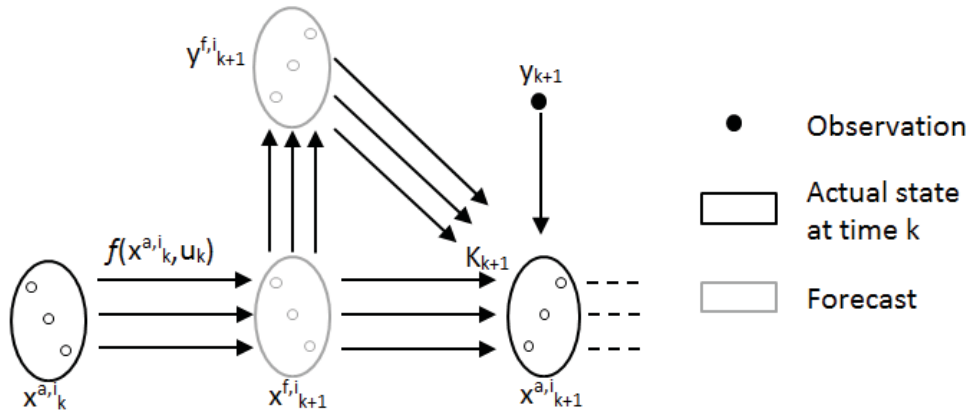 y^{f,i}_{k+1}
y_{k+1}
Observation
Actual state
at time k
f(x^{a,i}_k,u_k)
K_{k+1}
Forecast
x^{a,i}_k
x^{f,i}_{k+1}
x^{a,i}_{k+1}